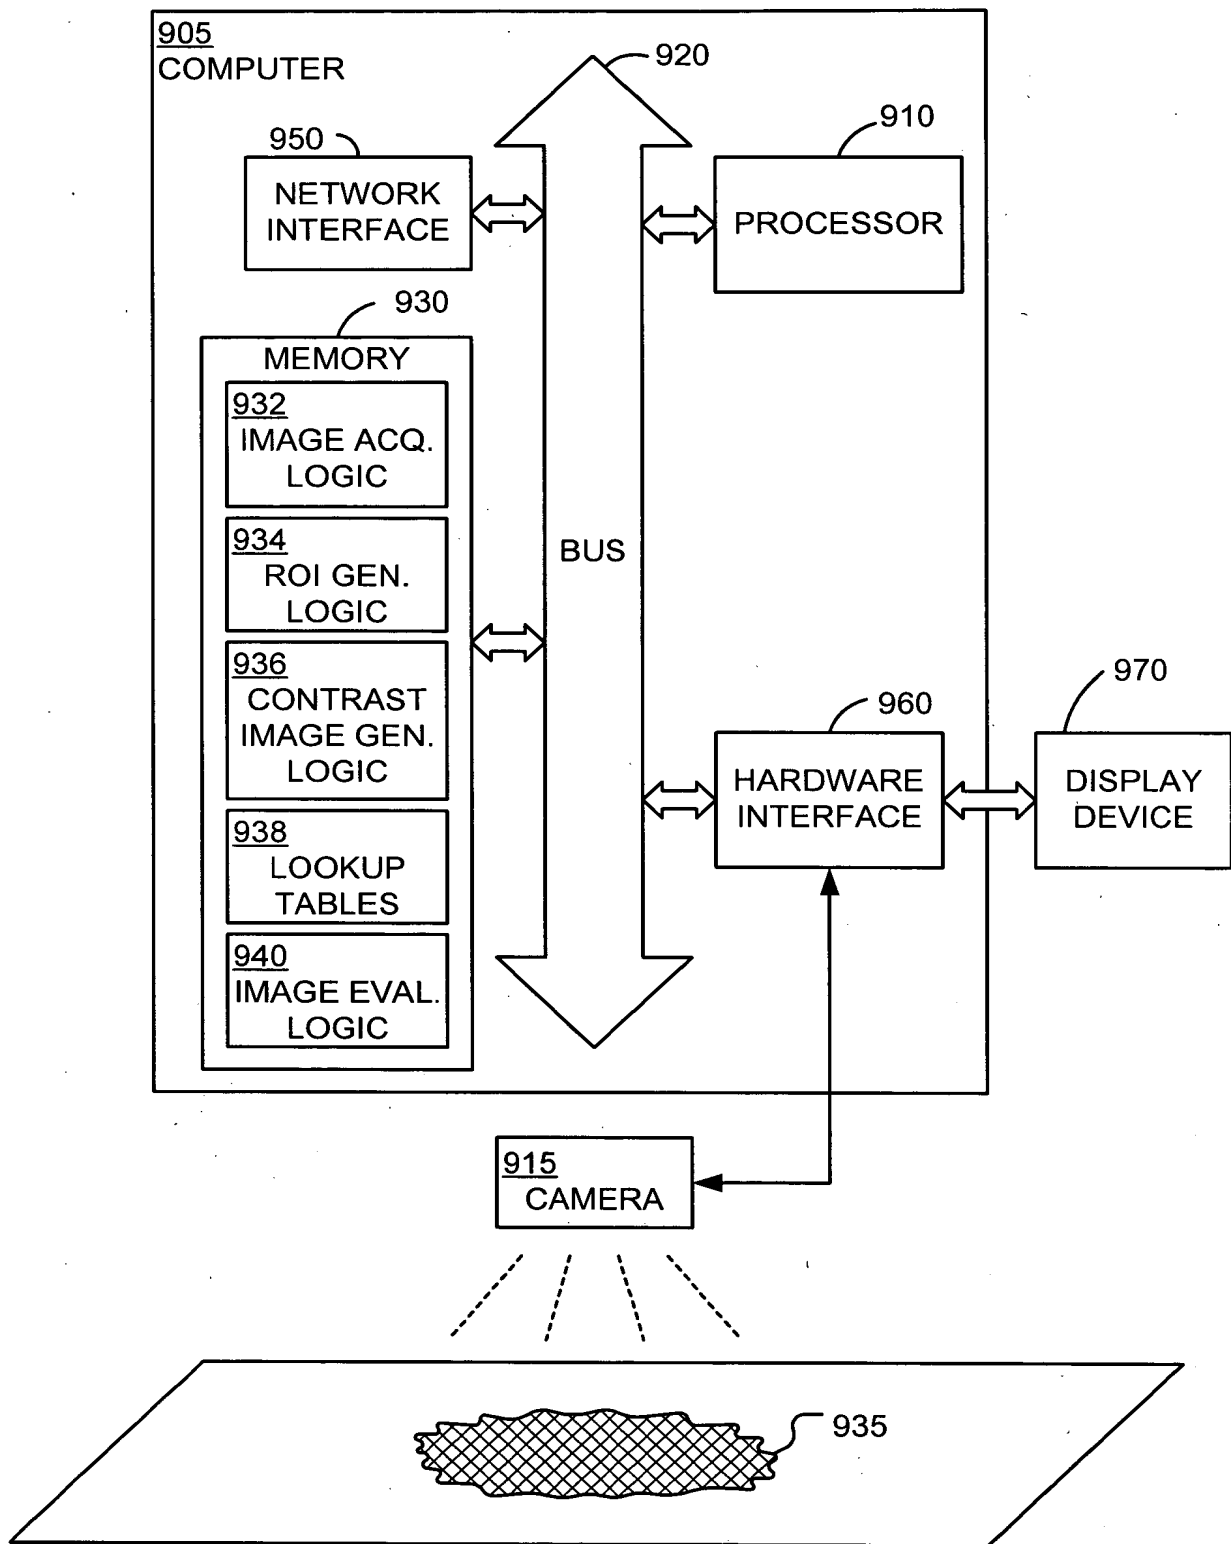 905
COMPUTER
920
950
910
NETWORK
INTERFACE
PROCESSOR
930
MEMORY
932
IMAGE ACQ.
LOGIC
934
ROI GEN.
LOGIC
BUS
936
CONTRAST
IMAGE GEN.
LOGIC
960
970
HARDWARE
INTERFACE
DISPLAY
DEVICE
938
LOOKUP
TABLES
940
IMAGE EVAL.
LOGIC
915
CAMERA
935